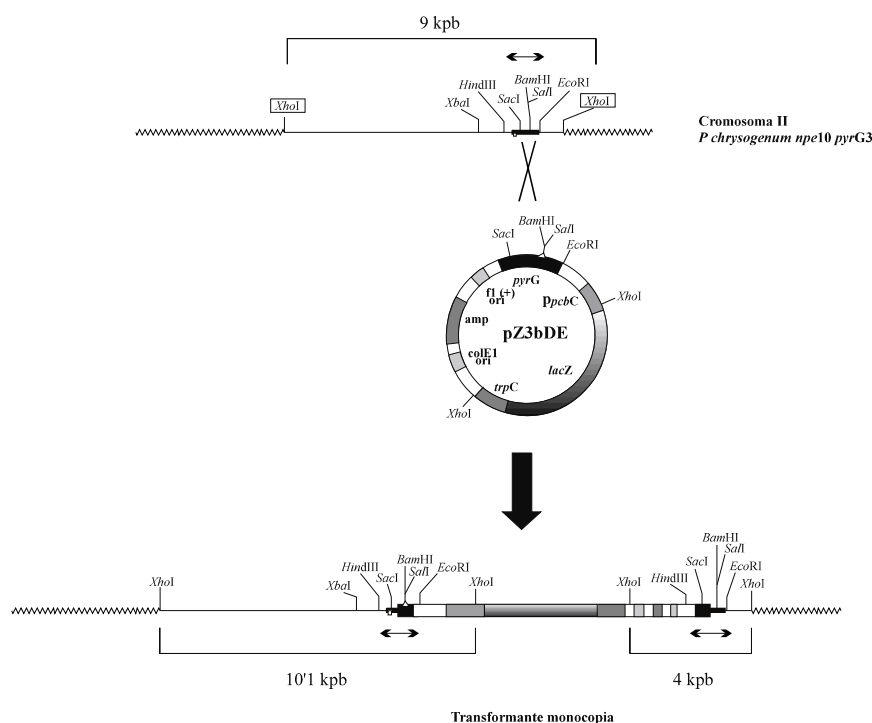 9 kpb
BamHI
HindIII
SalI
EcoRI
SacI
XbaI
XhoI
XhoI
Cromosoma II
P chrysogenum npe10 pyrG3
BamHI
SalI
SacI
EcoRI
pyrG
f1 (+)
ori
PpcbC
XhoI
amp
pZ3bDE
colE1
ori
lacZ
trpC
XhoI
BamHI
HindIII
SalI
SacI
EcoRI
XbaI
XhoI
XhoI
XhoI
HindIII
SacI
BamHI
SalI
EcoRI
XhoI
10'1 kpb
4 kpb
Transformante monocopia